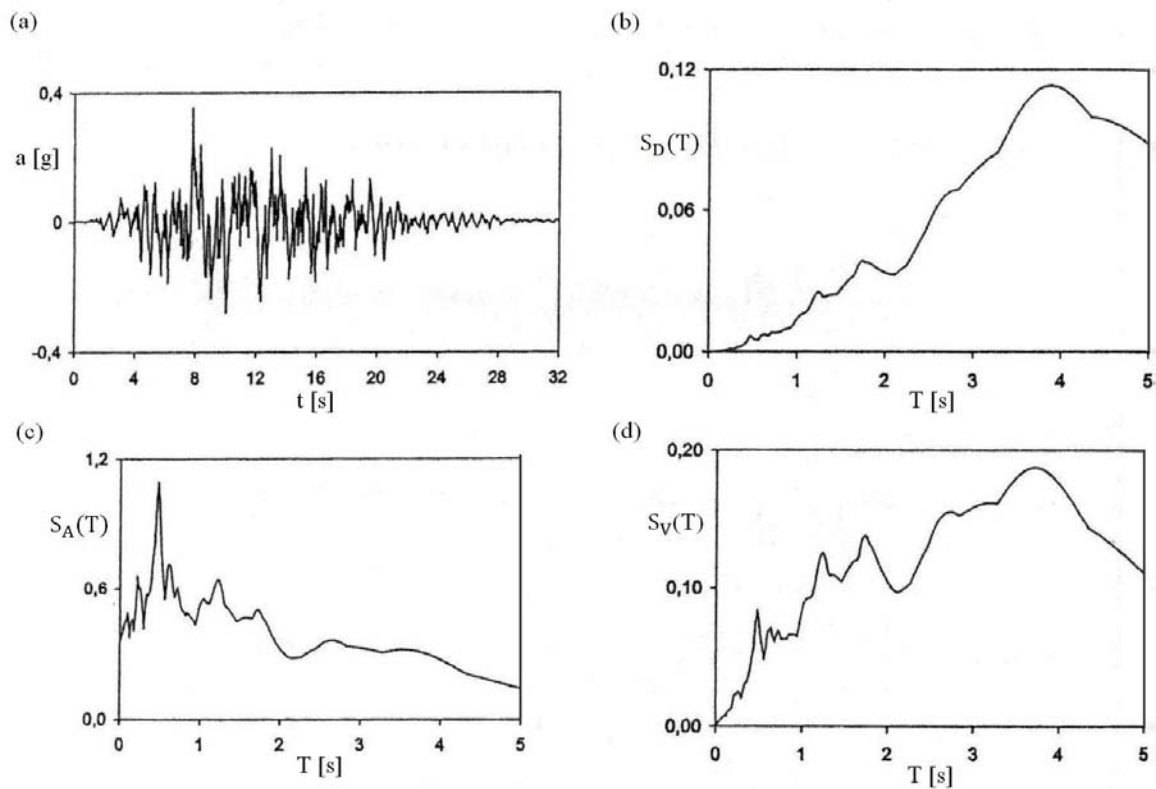 (a)
0,4
a [g]
0
-0,4
0 4 8 12 16 20 24 28 32
t [s]
(b)
0,12
S_D(T)
0,06
0,00
0 1 2 3 4 5
T [s]
(c)
1,2
S_A(T)
0,6
0,0
0 1 2 3 4 5
T [s]
(d)
0,20
S_V(T)
0,10
0,00
0 1 2 3 4 5
T [s]